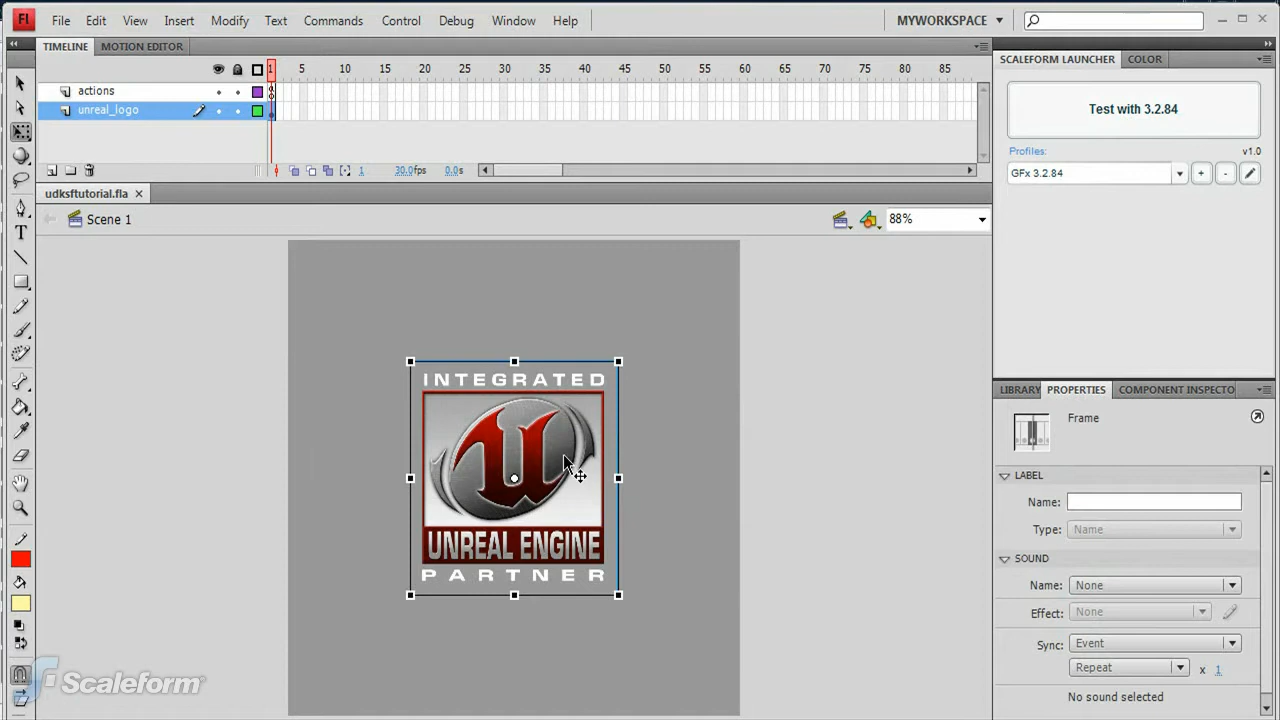 Fl File Edit View Insert Modify Text Commands Control Debug Window Help MYWORKSPACE
TIMELINE MOTION EDITOR
1 5 10 15 20 25 30 35 40 45 50 55 60 65 70 75 80 85
actions
unreal_logo
1 30.0fps 0.0s
udksftutorial.fla
Scene 1 88%
INTEGRATED
UNREAL ENGINE
PARTNER
SCALEFORM LAUNCHER COLOR
Test with 3.2.84
Profiles: v1.0
GFx 3.2.84 + -
LIBRARY PROPERTIES COMPONENT INSPECTO
Frame
LABEL
Name:
Type: Name
SOUND
Name: None
Effect: None
Sync: Event
Repeat x 1
No sound selected
T
Scaleform